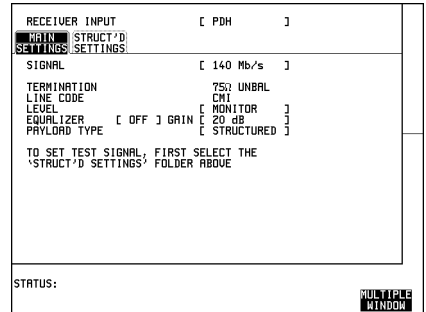 RECEIVER INPUT [ PDH ]
MAIN SETTINGS STRUCT'D SETTINGS
SIGNAL [ 140 Mb/s ]
TERMINATION 75Ω UNBAL
LINE CODE CMI
LEVEL [ MONITOR ]
EQUALIZER [ OFF ] GAIN [ 20 dB ]
PAYLOAD TYPE [ STRUCTURED ]
TO SET TEST SIGNAL, FIRST SELECT THE
'STRUCT'D SETTINGS' FOLDER ABOVE
STATUS:
MULTIPLE
WINDOW